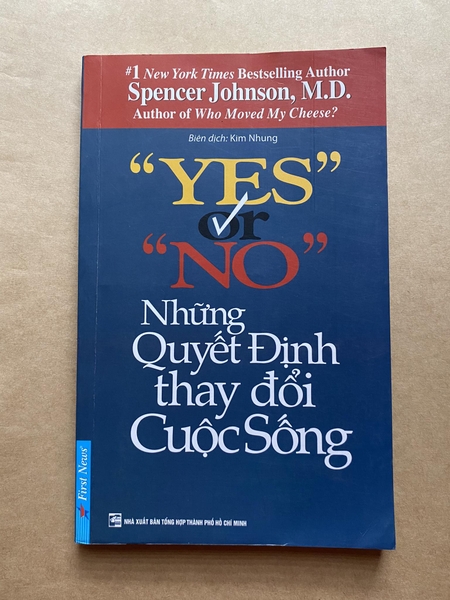 #1 New York Times Bestselling Author
Spencer Johnson, M.D.
Author of Who Moved My Cheese?
Biên dịch: Kim Nhung
“YES”
or
“NO”
Những
Quyết Định
thay đổi
Cuộc Sống
First News
NHÀ XUẤT BẢN TỔNG HỢP THÀNH PHỐ HỒ CHÍ MINH